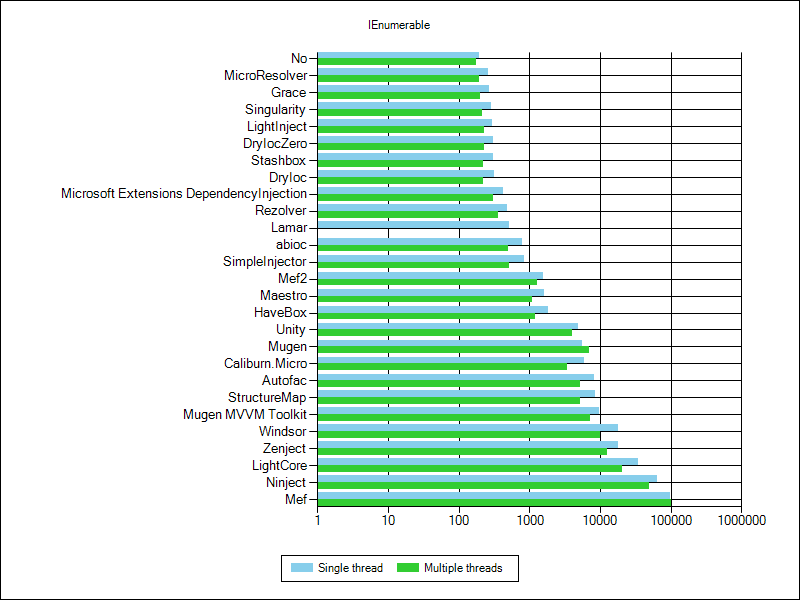 IEnumerable
No
MicroResolver
Grace
Singularity
LightInject
DryIocZero
Stashbox
DryIoc
Microsoft Extensions DependencyInjection
Rezolver
Lamar
abioc
SimpleInjector
Mef2
Maestro
HaveBox
Unity
Mugen
Caliburn.Micro
Autofac
StructureMap
Mugen MVVM Toolkit
Windsor
Zenject
LightCore
Ninject
Mef
1 10 100 1000 10000 100000 1000000
Single thread Multiple threads